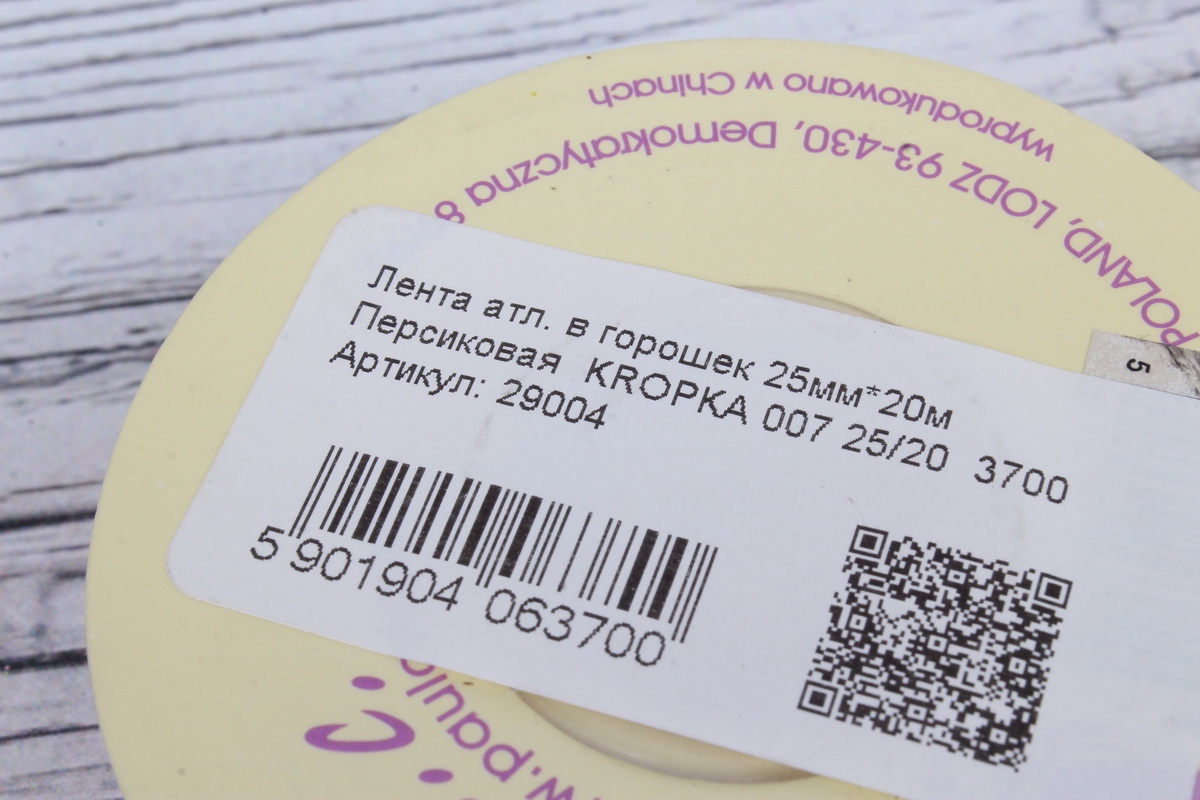 wyprodukowano w Chinach
POLAND, LODZ 93-430, Demokratyczna 8
5
Лента атл. в горошек 25мм*20м
Персиковая KROPKA 007 25/20 3700
Артикул: 29004
5 901904 063700